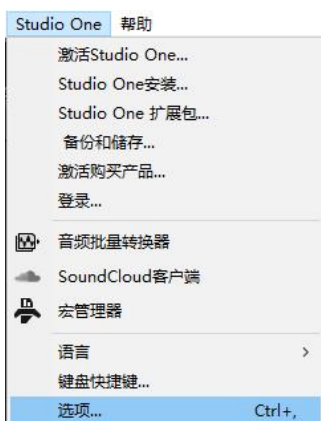 Studio One 帮助
激活Studio One...
Studio One安装...
Studio One 扩展包...
备份和储存...
激活购买产品...
登录...
音频批量转换器
SoundCloud客户端
宏管理器
语言 >
键盘快捷键...
选项... Ctrl+,